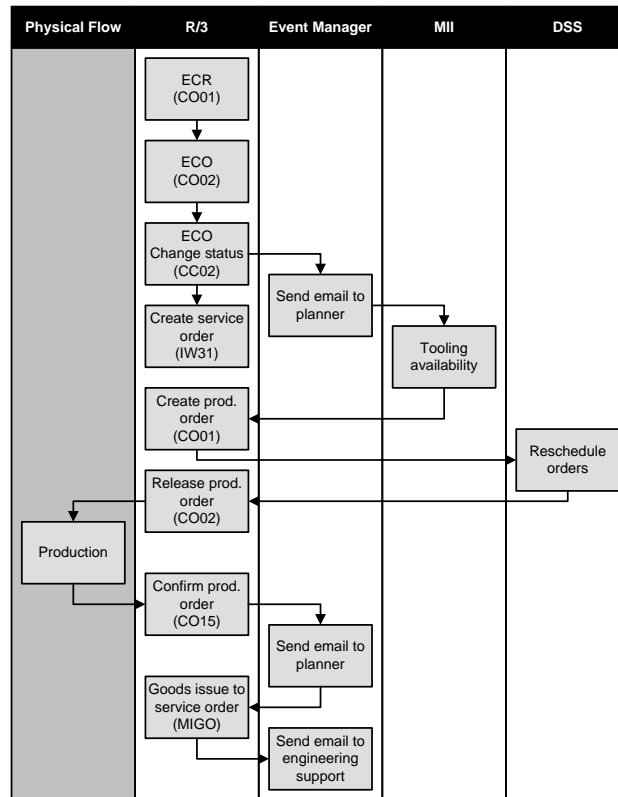 Physical Flow
R/3
Event Manager
MII
DSS
ECR
(CO01)
ECO
(CO02)
ECO
Change status
(CC02)
Send email to
planner
Create service
order
(IW31)
Tooling
availability
Create prod.
order
(CO01)
Reschedule
orders
Release prod.
order
(CO02)
Production
Confirm prod.
order
(CO15)
Send email to
planner
Goods issue to
service order
(MIGO)
Send email to
engineering
support